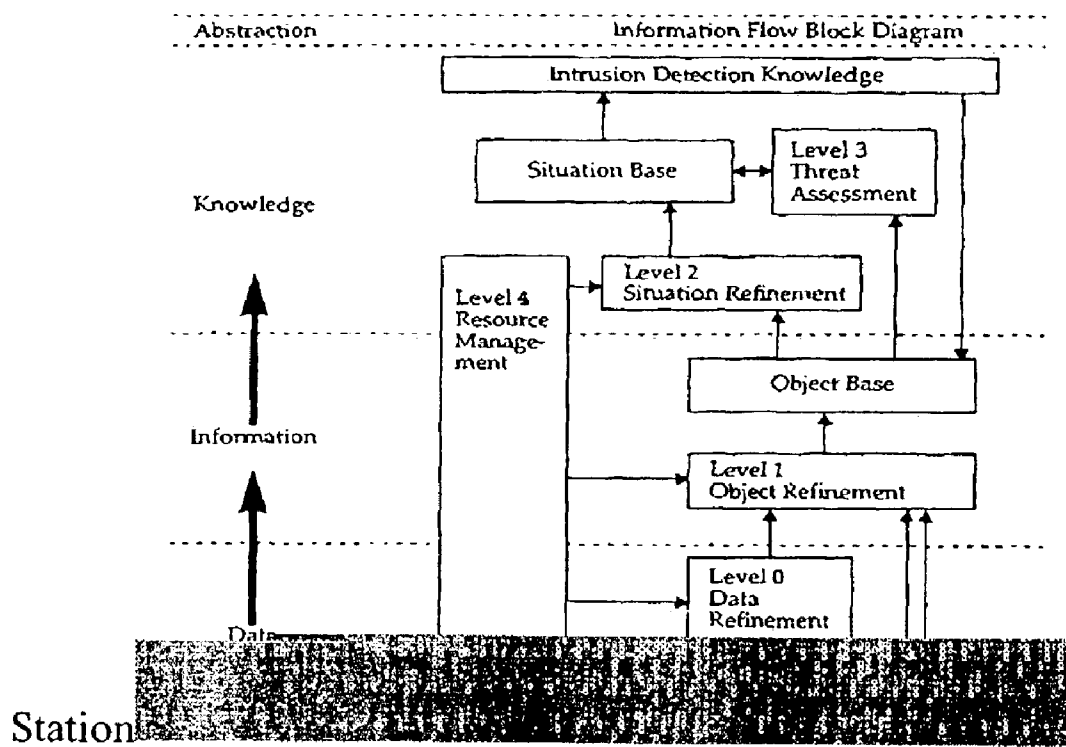 Abstraction
Information Flow Block Diagram
Intrusion Detection Knowledge
Situation Base
Level 3
Threat
Assessment
Knowledge
Level 2
Situation Refinement
Level 4
Resource
Manage-
ment
Object Base
Information
Level 1
Object Refinement
Level 0
Data
Refinement
Data
Station